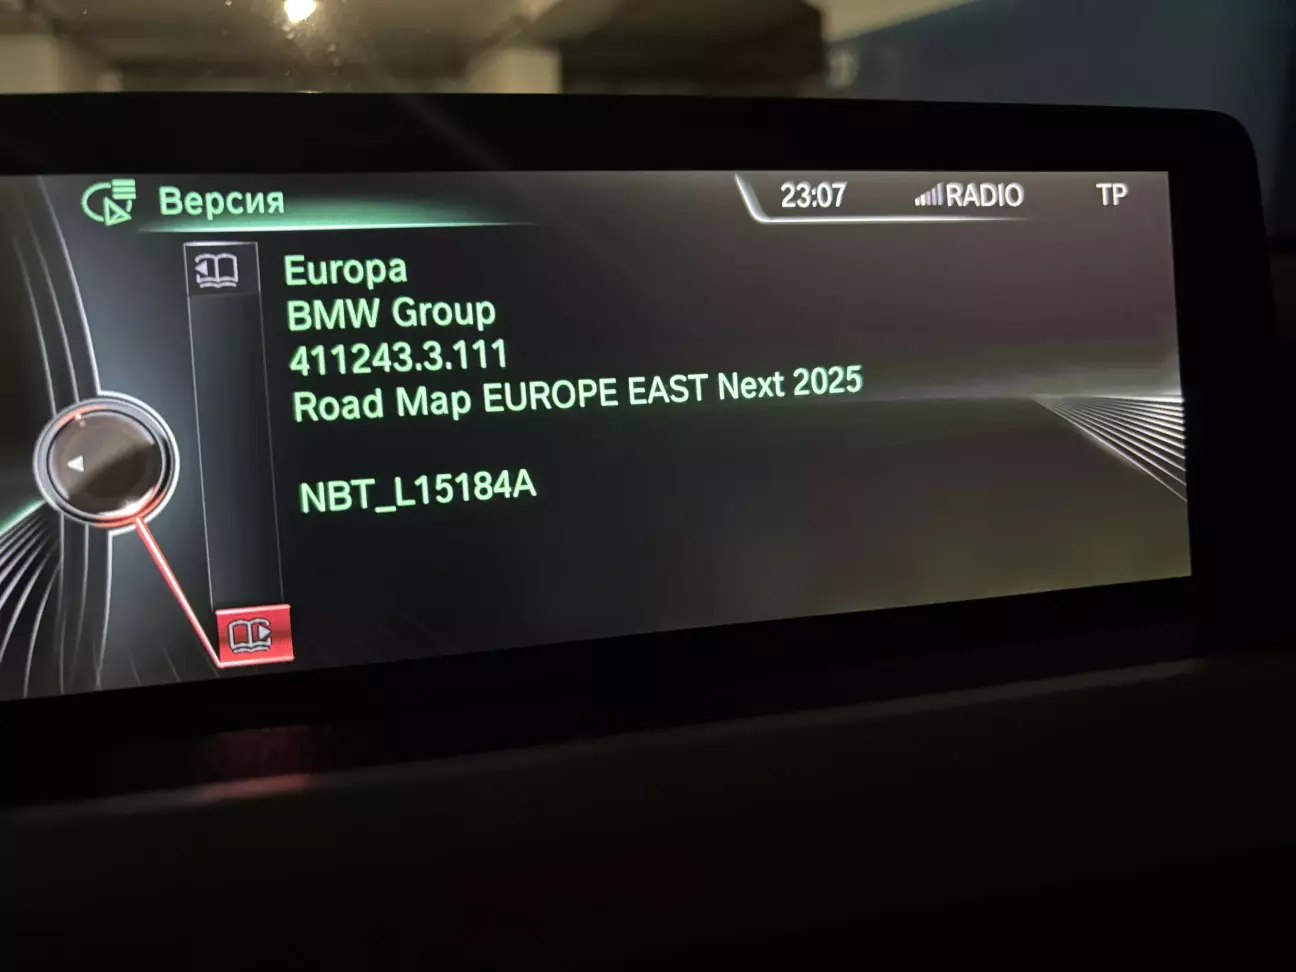 Версия
23:07
RADIO
TP
Europa
BMW Group
411243.3.111
Road Map EUROPE EAST Next 2025
NBT_L15184A